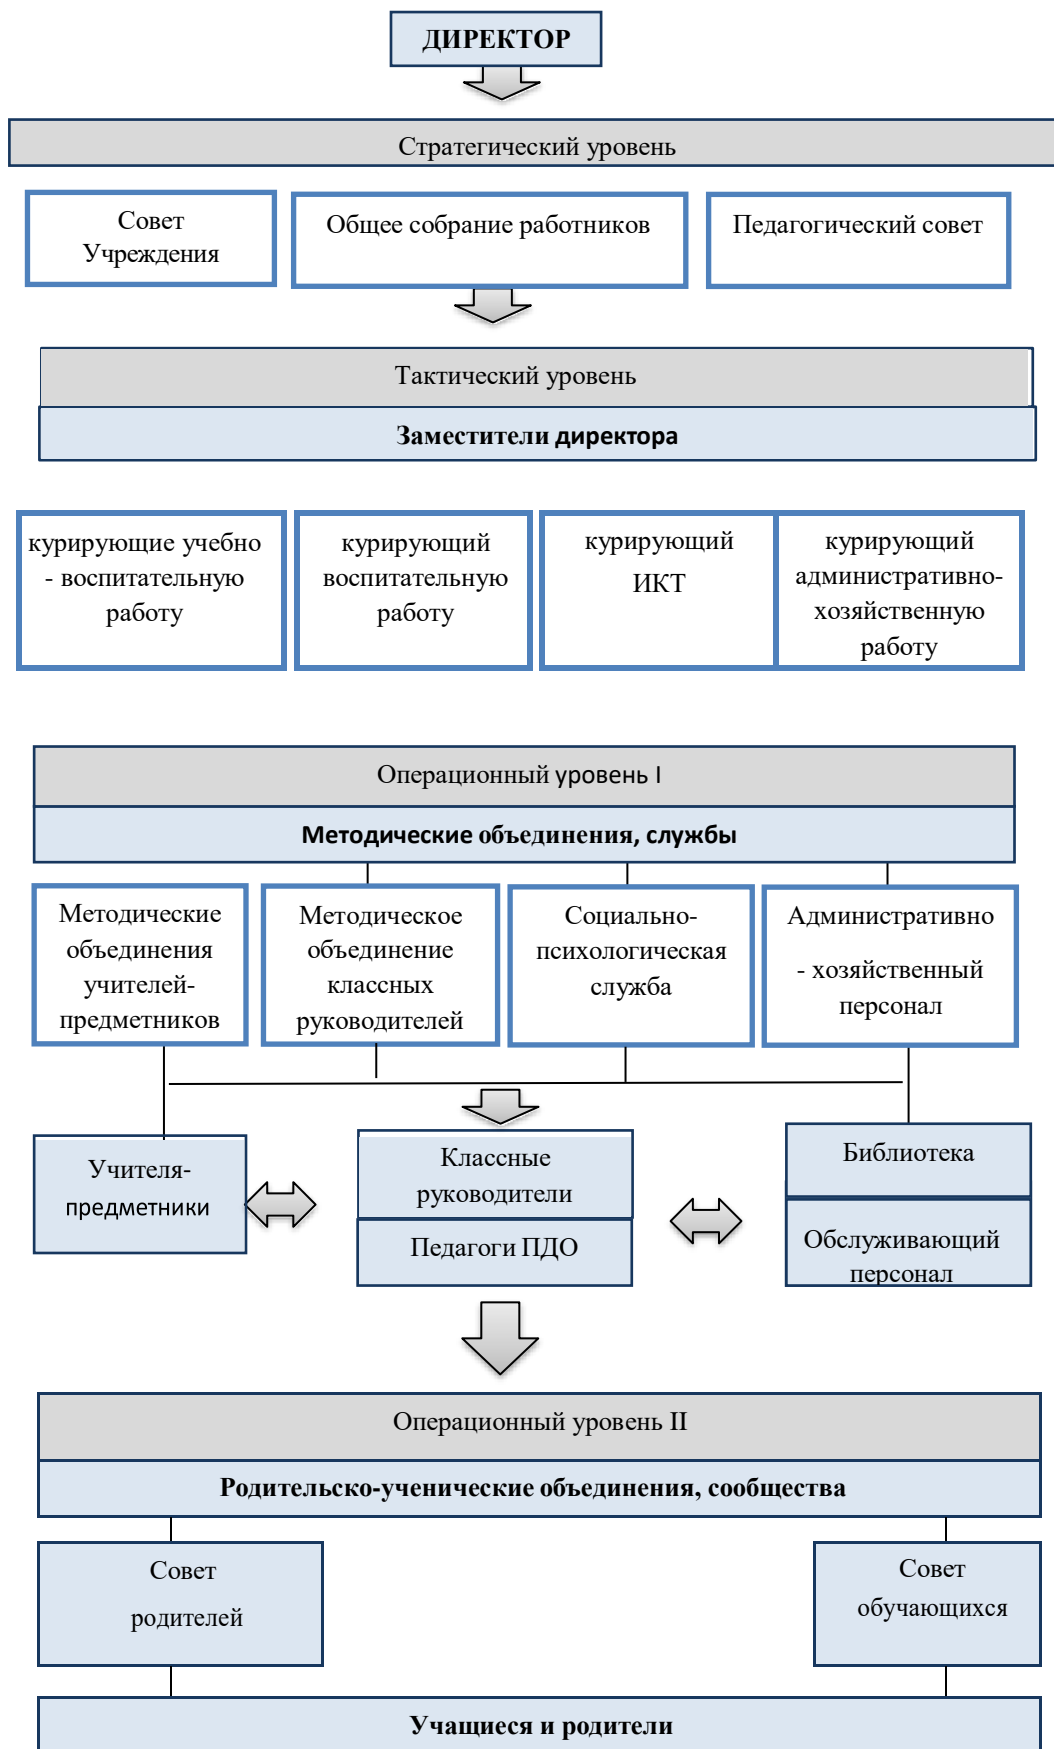 ДИРЕКТОР
Стратегический уровень
Совет
Учреждения
Общее собрание работников
Педагогический совет
Тактический уровень
Заместители директора
курирующие учебно
- воспитательную
работу
курирующий
воспитательную
работу
курирующий
ИКТ
курирующий
административно-
хозяйственную
работу
Операционный уровень I
Методические объединения, службы
Методические
объединения
учителей-
предметников
Методическое
объединение
классных
руководителей
Социально-
психологическая
служба
Административно
- хозяйственный
персонал
Учителя-
предметники
Классные
руководители
Педагоги ПДО
Библиотека
Обслуживающий
персонал
Операционный уровень II
Родительско-ученические объединения, сообщества
Совет
родителей
Совет
обучающихся
Учащиеся и родители